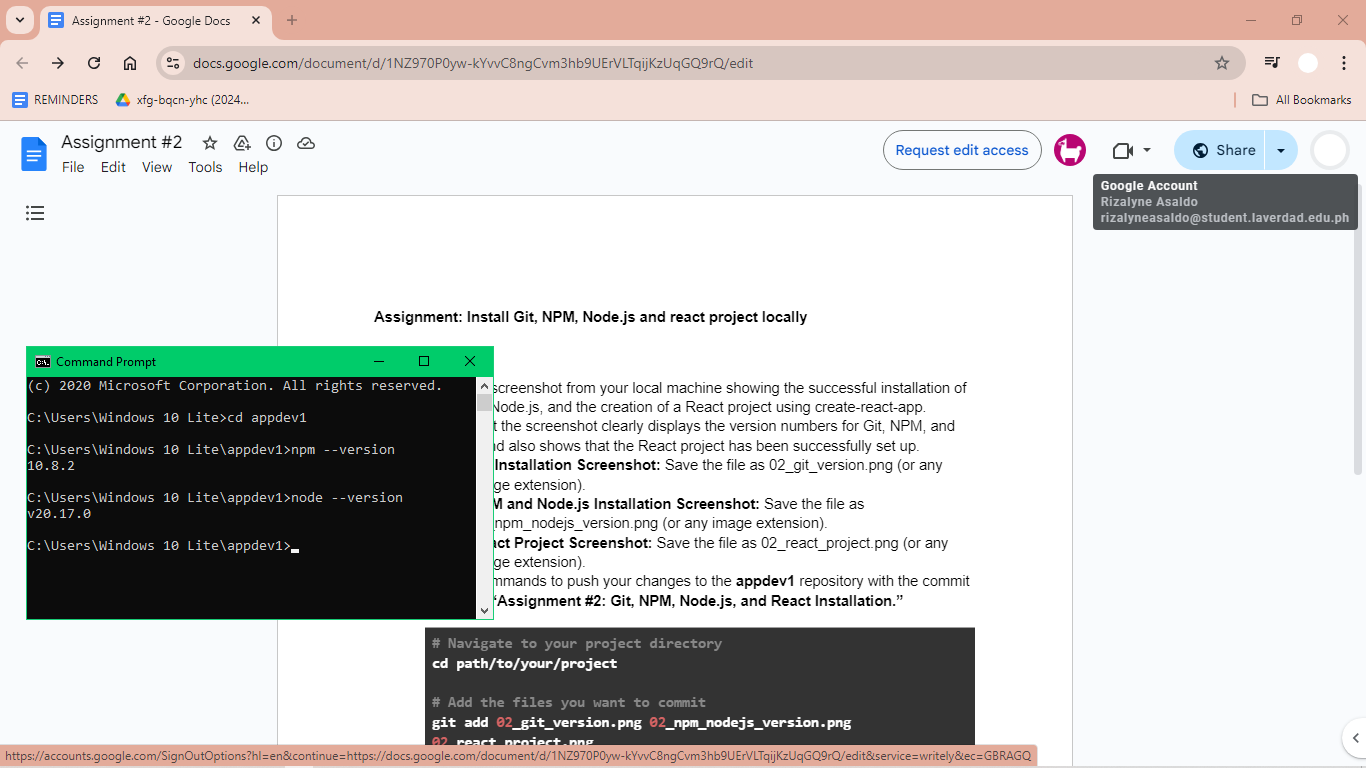 Assignment #2 - Google Docs
docs.google.com/document/d/1NZ970P0yw-kYvvC8ngCvm3hb9UErVLTqijKzUqGQ9rQ/edit
REMINDERS
xfg-bqcn-yhc (2024...
All Bookmarks
Assignment #2
File Edit View Tools Help
Request edit access
Share
Google Account
Rizalyne Asaldo
rizalyneasaldo@student.laverdad.edu.ph
Assignment: Install Git, NPM, Node.js and react project locally
Command Prompt
(c) 2020 Microsoft Corporation. All rights reserved.
C:\Users\Windows 10 Lite>cd appdev1
C:\Users\Windows 10 Lite\appdev1>npm --version
10.8.2
C:\Users\Windows 10 Lite\appdev1>node --version
v20.17.0
C:\Users\Windows 10 Lite\appdev1>
screenshot from your local machine showing the successful installation of
Node.js, and the creation of a React project using create-react-app.
t the screenshot clearly displays the version numbers for Git, NPM, and
d also shows that the React project has been successfully set up.
Installation Screenshot: Save the file as 02_git_version.png (or any
ge extension).
M and Node.js Installation Screenshot: Save the file as
_npm_nodejs_version.png (or any image extension).
ct Project Screenshot: Save the file as 02_react_project.png (or any
ge extension).
mmands to push your changes to the appdev1 repository with the commit
“Assignment #2: Git, NPM, Node.js, and React Installation.”
# Navigate to your project directory
cd path/to/your/project
# Add the files you want to commit
git add 02_git_version.png 02_npm_nodejs_version.png
02_react_project.png
https://accounts.google.com/SignOutOptions?hl=en&continue=https://docs.google.com/document/d/1NZ970P0yw-kYvvC8ngCvm3hb9UErVLTqijKzUqGQ9rQ/edit&service=writely&ec=GBRAGQ